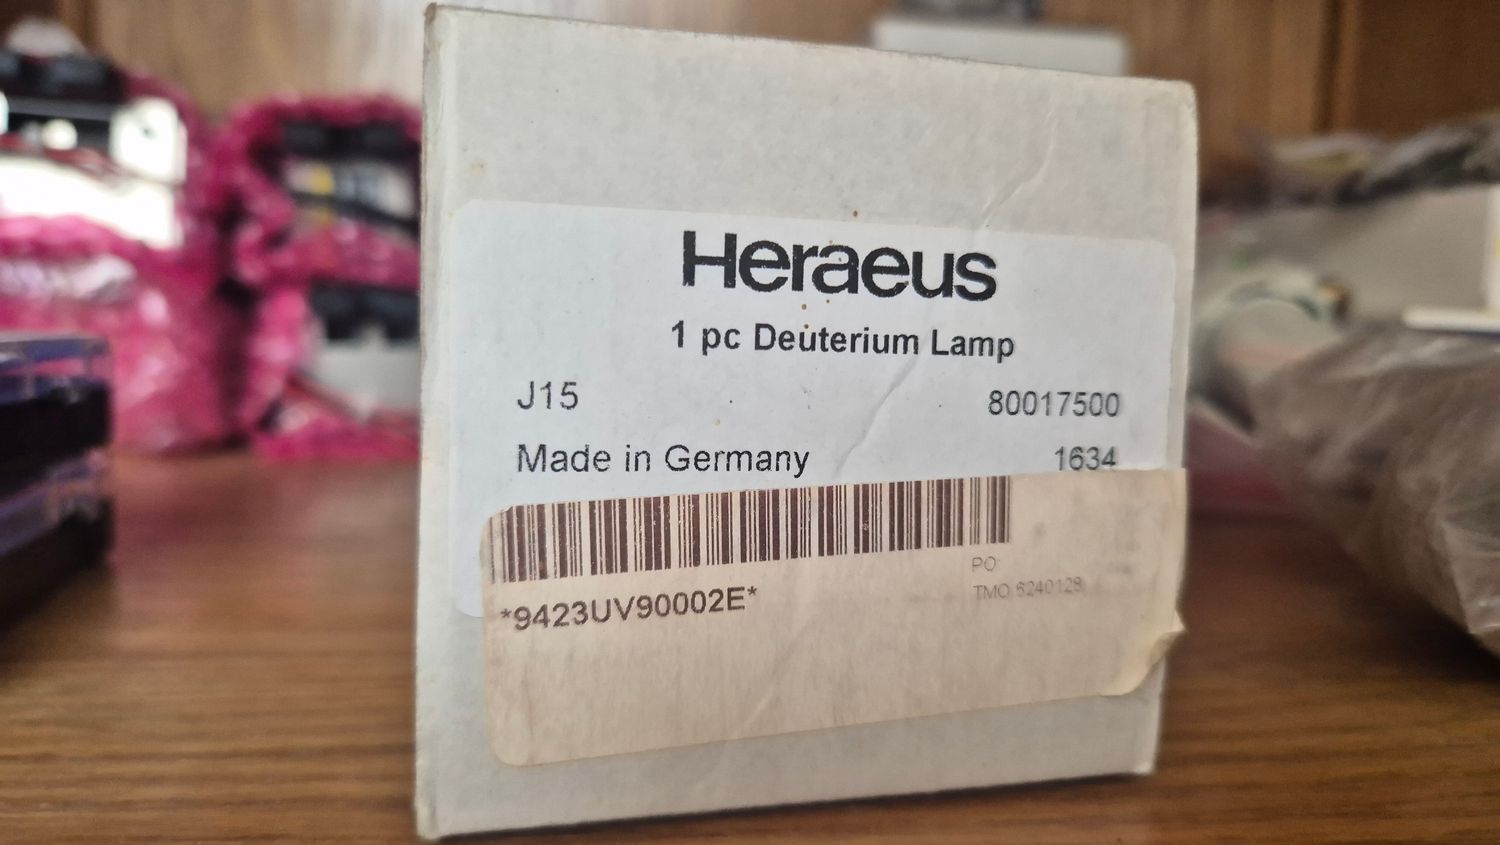 Heraeus
1 pc Deuterium Lamp
J15 80017500
Made in Germany 1634
*9423UV90002E*
PO
TMO 6240128